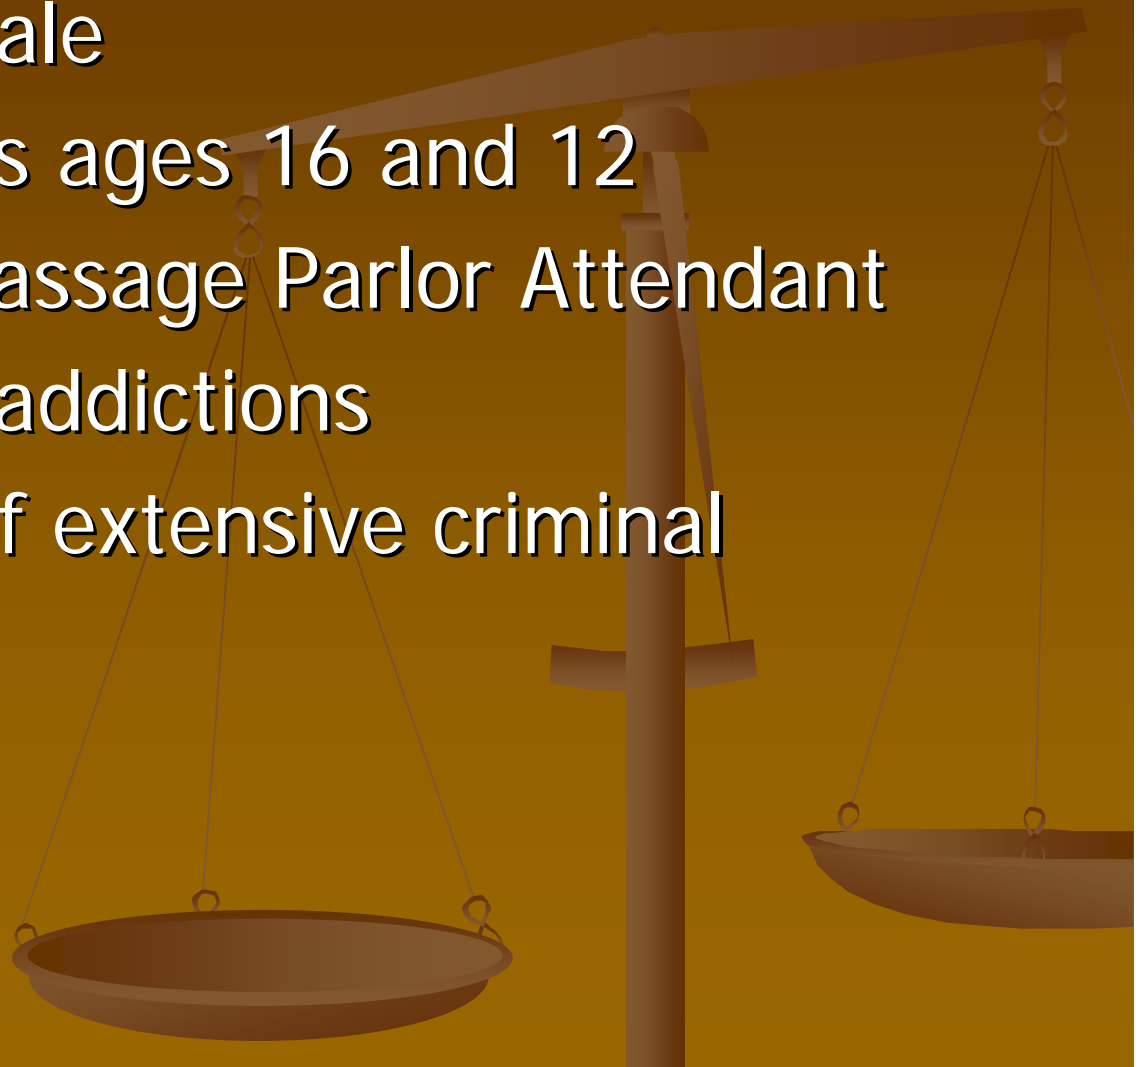 ale
s ages 16 and 12
assage Parlor Attendant
addictions
f extensive criminal